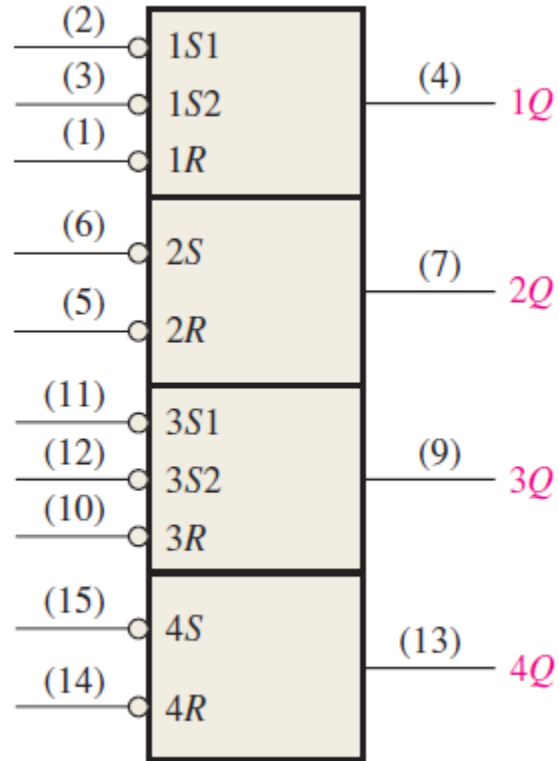 (2)
1S1
(3)
1S2
(4)
1Q
(1)
1R
(6)
2S
(7)
2Q
(5)
2R
(11)
3S1
(12)
3S2
(9)
3Q
(10)
3R
(15)
4S
(13)
4Q
(14)
4R